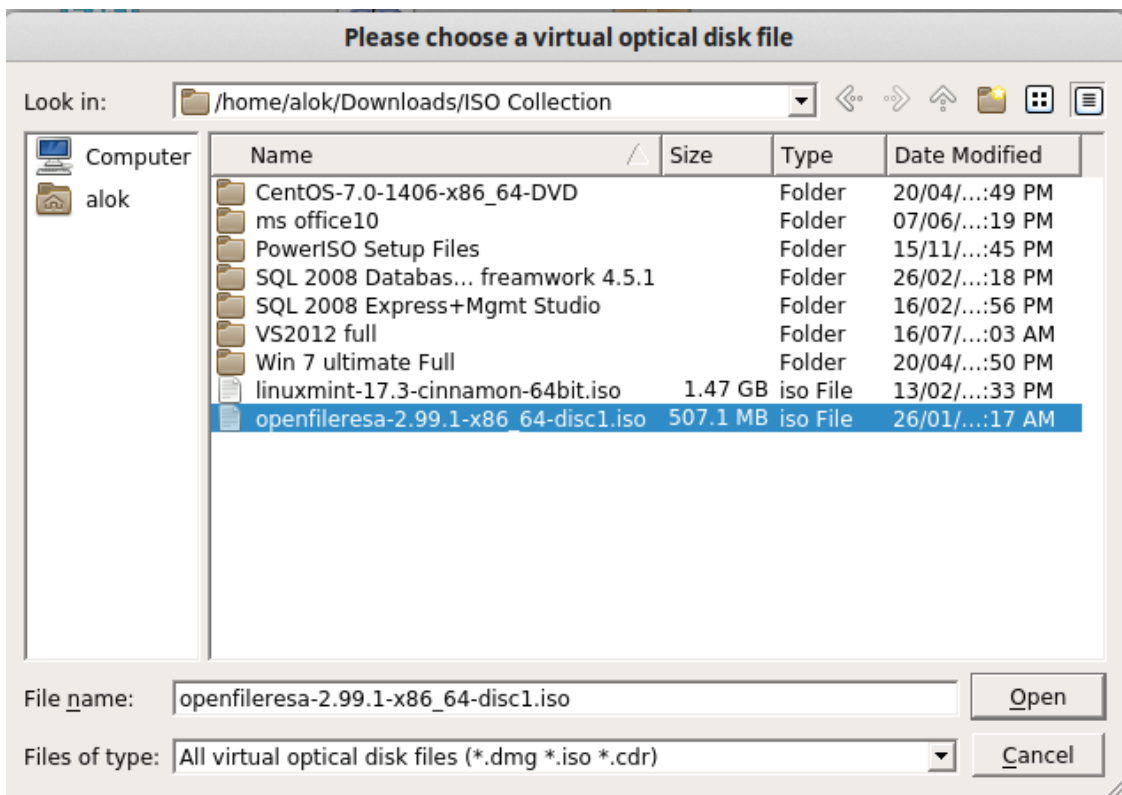 Please choose a virtual optical disk file
Look in: /home/alok/Downloads/ISO Collection
Computer
alok
Name Size Type Date Modified
CentOS-7.0-1406-x86_64-DVD Folder 20/04/...:49 PM
ms office10 Folder 07/06/...:19 PM
PowerISO Setup Files Folder 15/11/...:45 PM
SQL 2008 Databas... freamwork 4.5.1 Folder 26/02/...:18 PM
SQL 2008 Express+Mgmt Studio Folder 16/02/...:56 PM
VS2012 full Folder 16/07/...:03 AM
Win 7 ultimate Full Folder 20/04/...:50 PM
linuxmint-17.3-cinnamon-64bit.iso 1.47 GB iso File 13/02/...:33 PM
openfileresa-2.99.1-x86_64-disc1.iso 507.1 MB iso File 26/01/...:17 AM
File name: openfileresa-2.99.1-x86_64-disc1.iso Open
Files of type: All virtual optical disk files (*.dmg *.iso *.cdr) Cancel